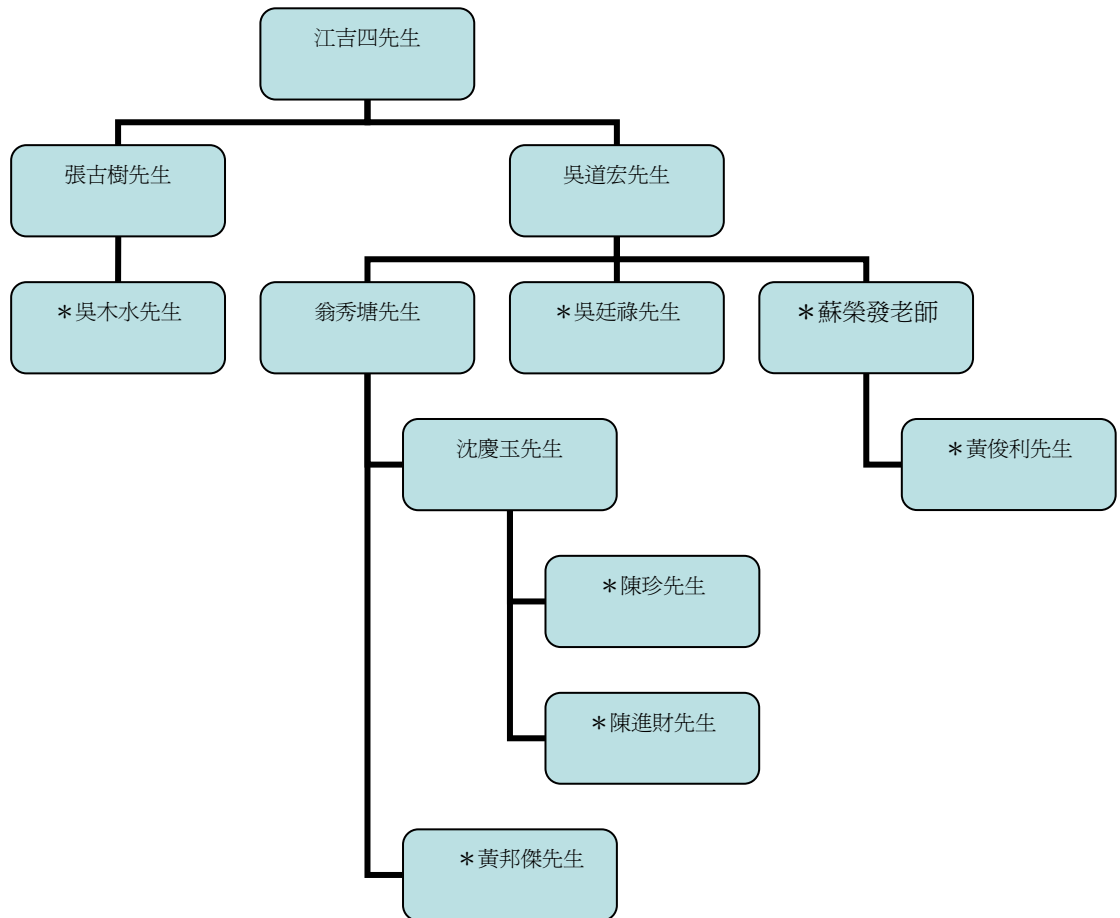 江吉四先生
張古樹先生
吳道宏先生
＊吳木水先生
翁秀塘先生
＊吳廷祿先生
＊蘇榮發老師
沈慶玉先生
＊黃俊利先生
＊陳珍先生
＊陳進財先生
＊黃邦傑先生